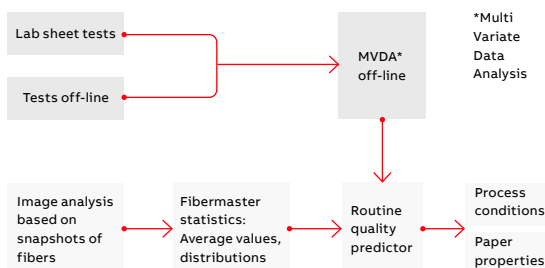 Lab sheet tests
Tests off-line
MVDA*
off-line
*Multi
Variate
Data
Analysis
Image analysis
based on
snapshots of
fibers
Fibermaster
statistics:
Average values,
distributions
Routine
quality
predictor
Process
conditions
Paper
properties